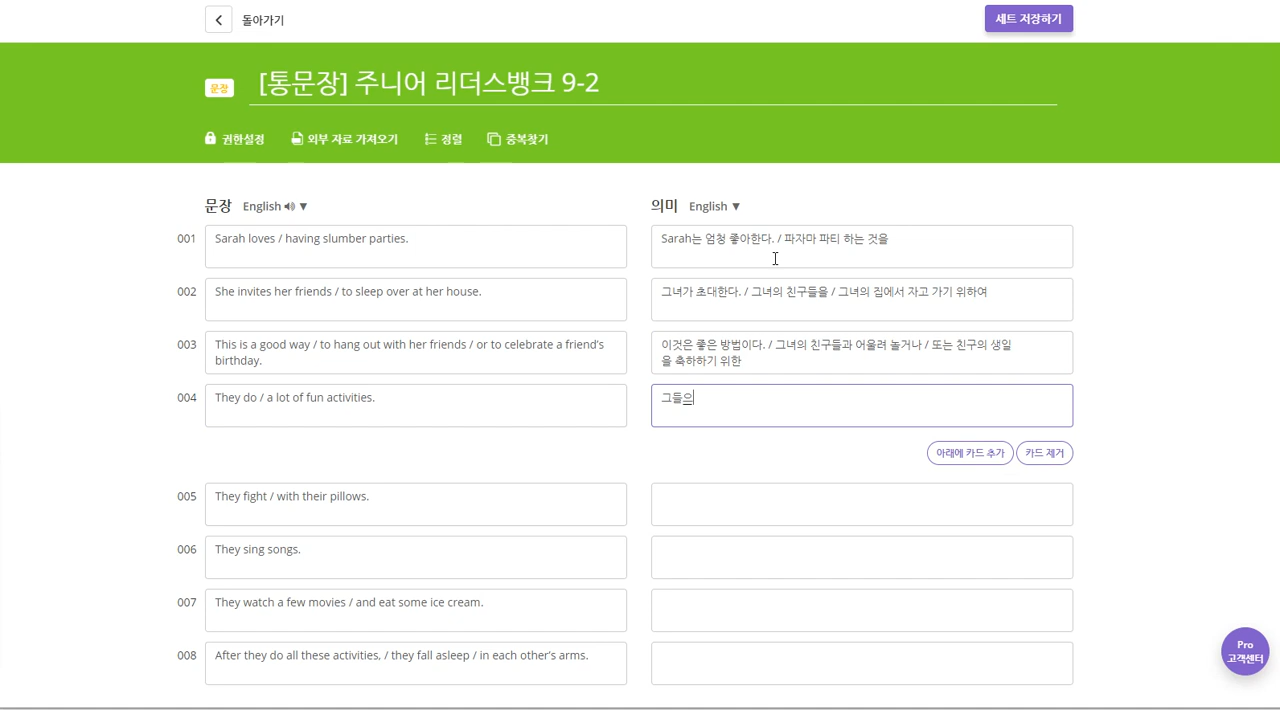 돌아가기
세트 저장하기
문장
[통문장] 주니어 리더스뱅크 9-2
권한설정
외부 자료 가져오기
정렬
중복찾기
문장 English ▼
의미 English ▼
001 Sarah loves / having slumber parties.
Sarah는 엄청 좋아한다. / 파자마 파티 하는 것을
002 She invites her friends / to sleep over at her house.
그녀가 초대한다. / 그녀의 친구들을 / 그녀의 집에서 자고 가기 위하여
003 This is a good way / to hang out with her friends / or to celebrate a friend's
birthday.
이것은 좋은 방법이다. / 그녀의 친구들과 어울려 놀거나 / 또는 친구의 생일
을 축하하기 위한
004 They do / a lot of fun activities.
그들으
아래에 카드 추가
카드 제거
005 They fight / with their pillows.
006 They sing songs.
007 They watch a few movies / and eat some ice cream.
008 After they do all these activities, / they fall asleep / in each other's arms.
Pro
고객센터